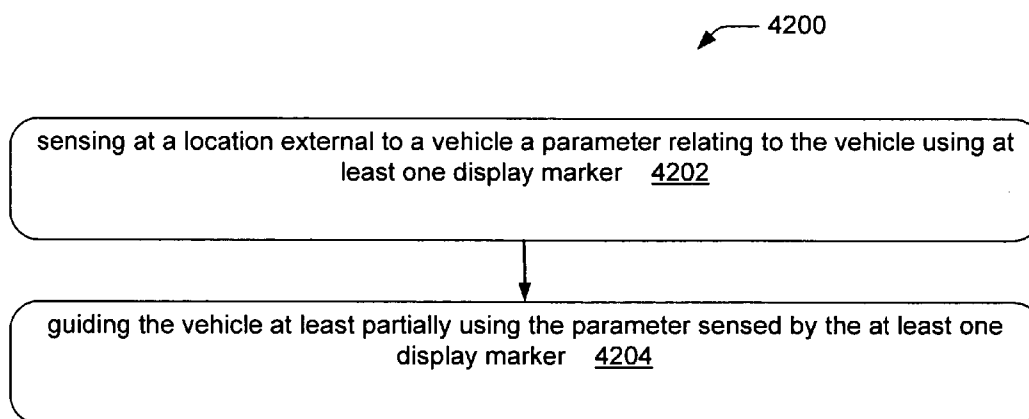 4200
sensing at a location external to a vehicle a parameter relating to the vehicle using at
least one display marker 4202
guiding the vehicle at least partially using the parameter sensed by the at least one
display marker 4204